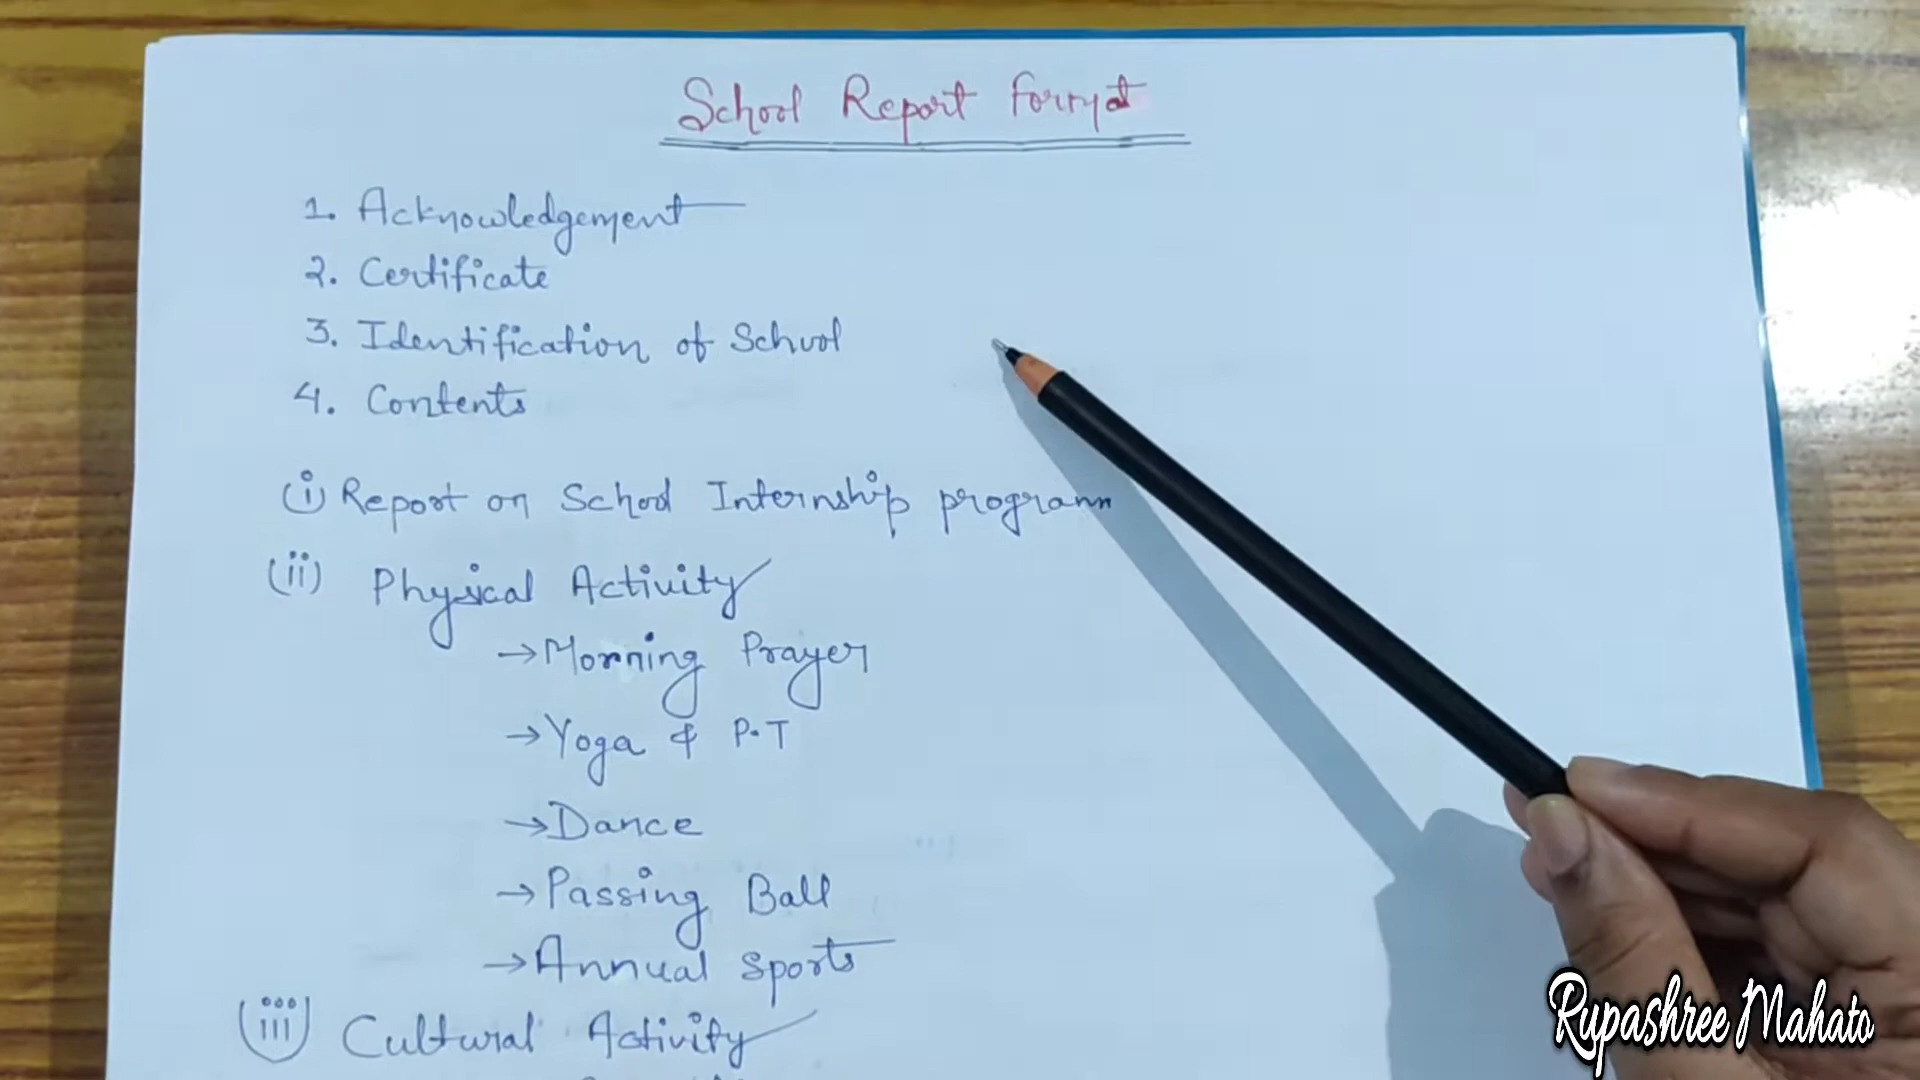 School Report Format
1. Acknowledgement
2. Certificate
3. Identification of School
4. Contents
(i) Report on School Internship program
(ii) Physical Activity
→ Morning Prayer
→ Yoga & P.T
→ Dance
→ Passing Ball
→ Annual Sports
(iii) Cultural Activity
Rupashree Mahato